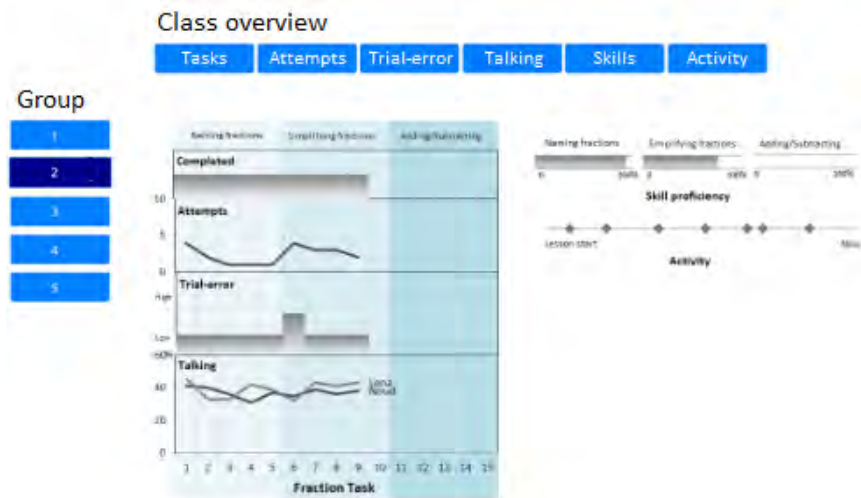 Class overview
Tasks Attempts Trial-error Talking Skills Activity
Group
1
2
3
4
5
Naming fractions Simplifying fractions Adding/Subtracting
Completed
10
Attempts
5
0
Trial-error
High
Low
60%
Talking
40
20
0
Lena
1 2 3 4 5 6 7 8 9 10 11 12 13 14 15
Fraction Task
Naming fractions Simplifying fractions Adding/Subtracting
0 100% 0 100% 0 100%
Skill proficiency
Lesson start Now
Activity